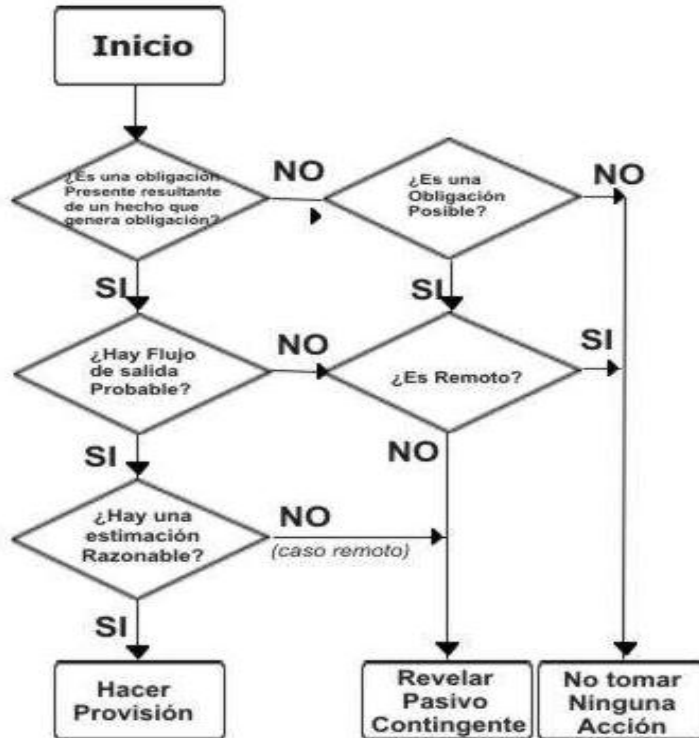 Inicio
¿Es una obligación
Presente resultante
de un hecho que
genera obligación?
NO
¿Es una
Obligación
Posible?
NO
SI
SI
¿Hay Flujo
de salida
Probable?
NO
¿Es Remoto?
SI
SI
NO
¿Hay una
estimación
Razonable?
NO
(caso remoto)
SI
Hacer
Provisión
Revelar
Pasivo
Contingente
No tomar
Ninguna
Acción